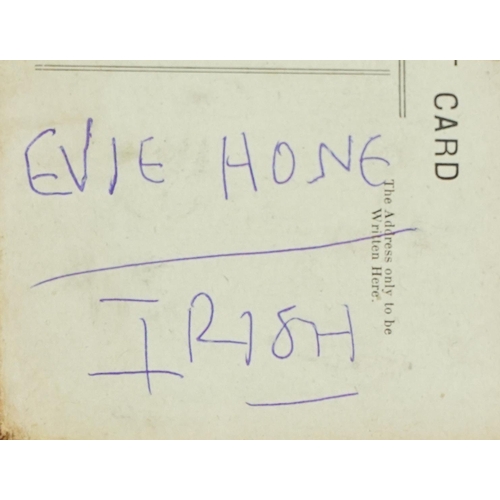 EVIE HONE
IRISH
T CARD
The Address only to be
Written Here.